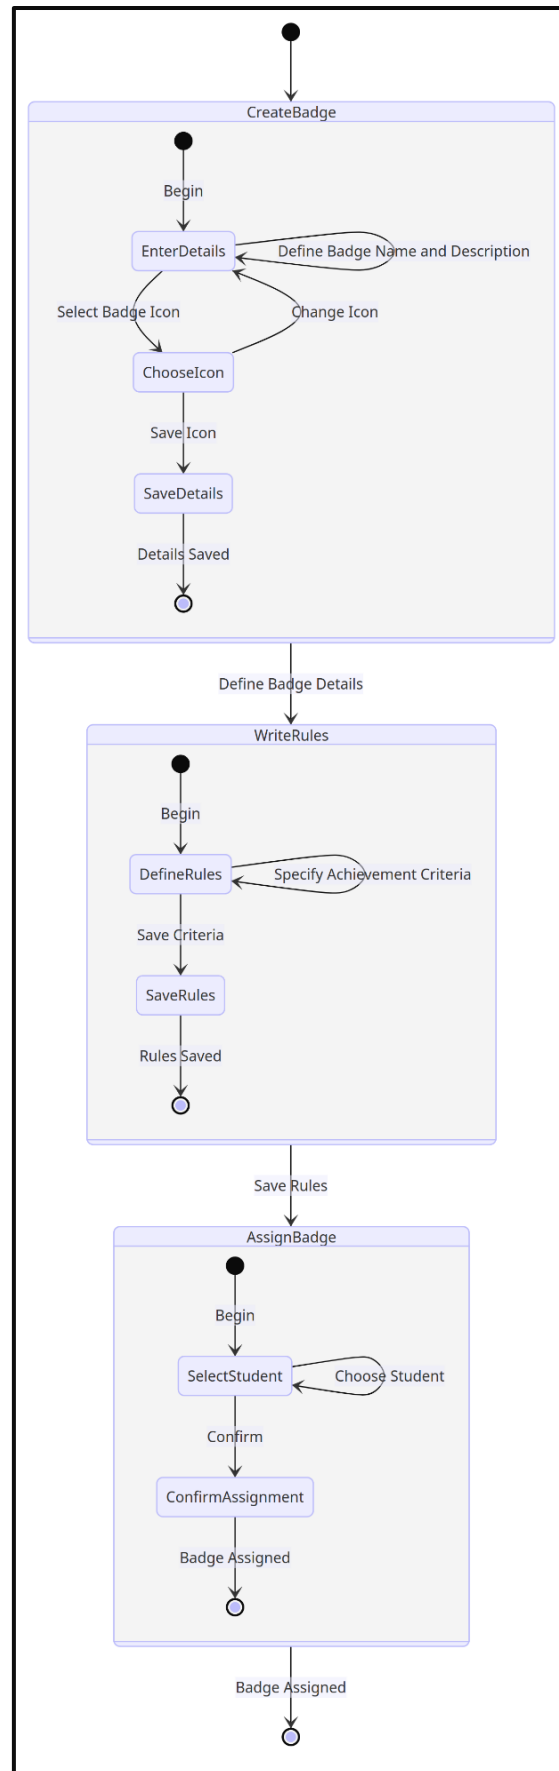 CreateBadge
Begin
EnterDetails
Define Badge Name and Description
Select Badge Icon
Change Icon
ChooseIcon
Save Icon
SaveDetails
Details Saved
Define Badge Details
WriteRules
Begin
DefineRules
Specify Achievement Criteria
Save Criteria
SaveRules
Rules Saved
Save Rules
AssignBadge
Begin
SelectStudent
Choose Student
Confirm
ConfirmAssignment
Badge Assigned
Badge Assigned